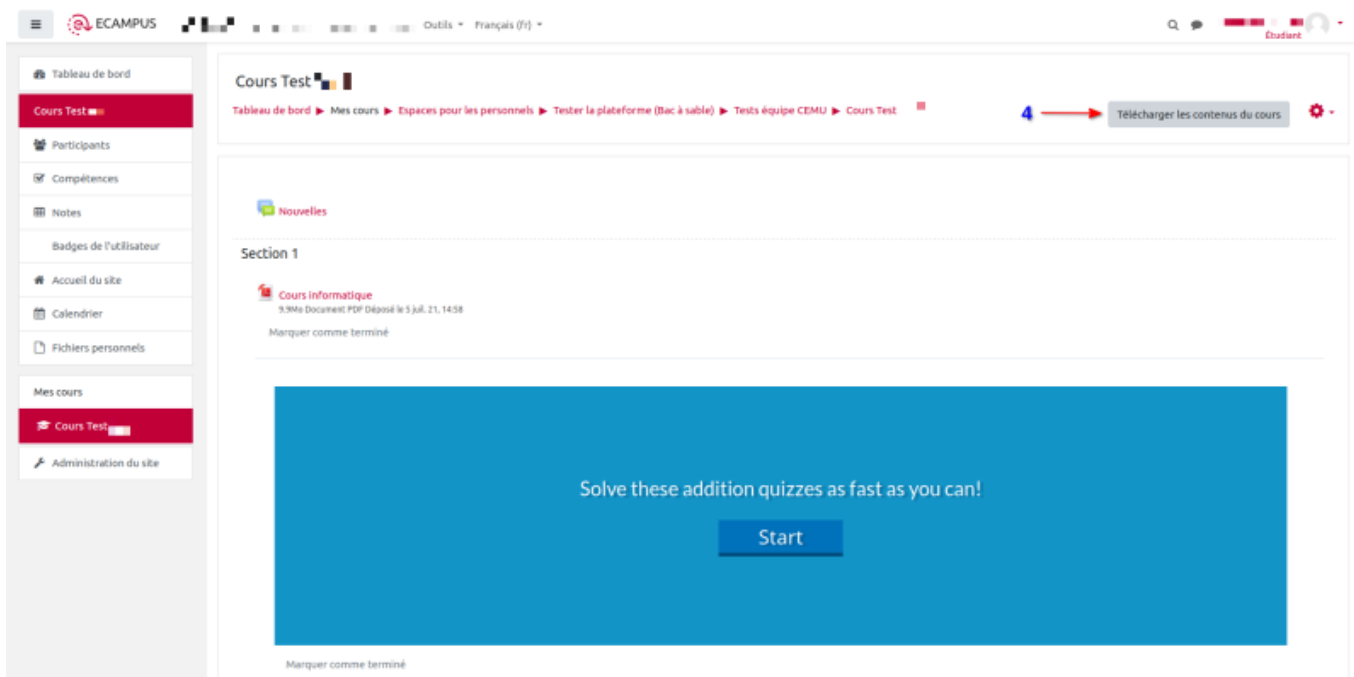 ECAMPUS Outils Français (fr)
Étudiant
Tableau de bord
Cours Test
Participants
Compétences
Notes
Badges de l'utilisateur
Accueil du site
Calendrier
Fichiers personnels
Mes cours
Cours Test
Administration du site
Cours Test
Tableau de bord ▶ Mes cours ▶ Espaces pour les personnels ▶ Tester la plateforme (Bac à sable) ▶ Tests équipe CEMU ▶ Cours Test
4 Télécharger les contenus du cours
Nouvelles
Section 1
Cours informatique
9.9Mo Document PDF Déposé le 5 juil. 21, 14:58
Marquer comme terminé
Solve these addition quizzes as fast as you can!
Start
Marquer comme terminé